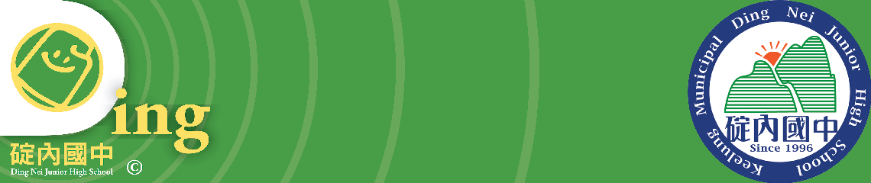 Ding
碇內國中
Ding Nei Junior High School ©
Keelung Municipal Ding Nei Junior High School
碇內國中
Since 1996